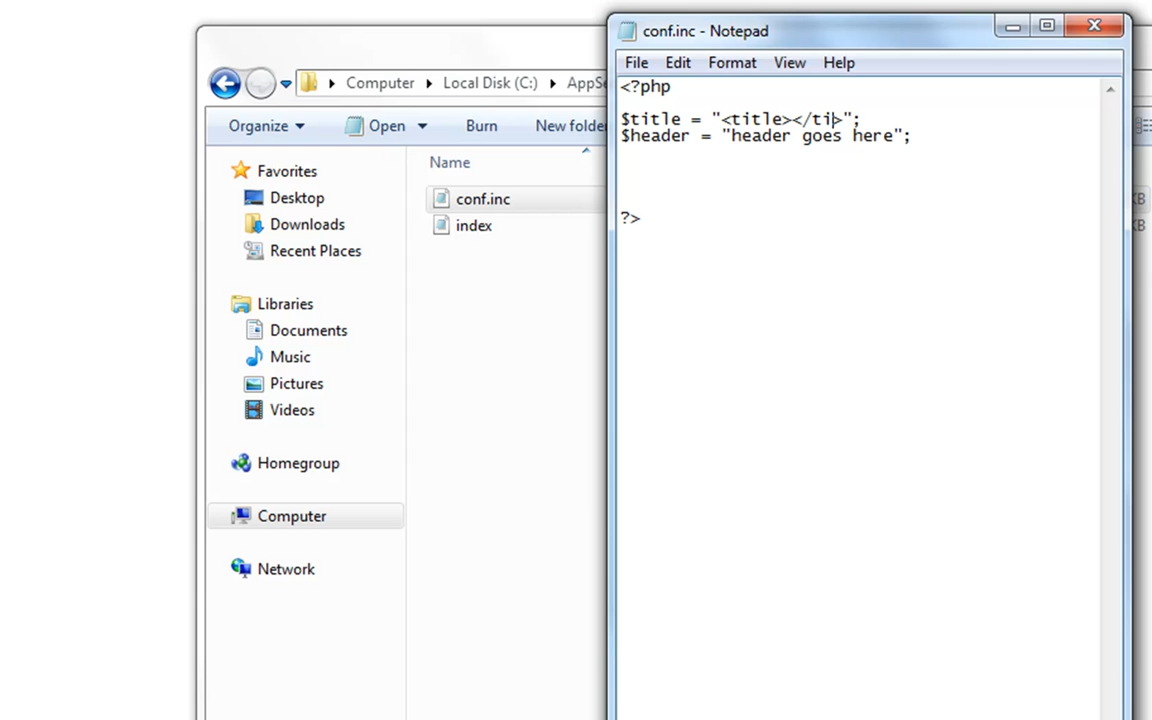 conf.inc - Notepad
File Edit Format View Help
Computer Local Disk (C:)
Organize Open Burn New folder
Name
Favorites
Desktop
Downloads
Recent Places
Libraries
Documents
Music
Pictures
Videos
Homegroup
Computer
Network
conf.inc
index
KB
KB
<?php
$title = "<title></ti>";
$header = "header goes here";
?>